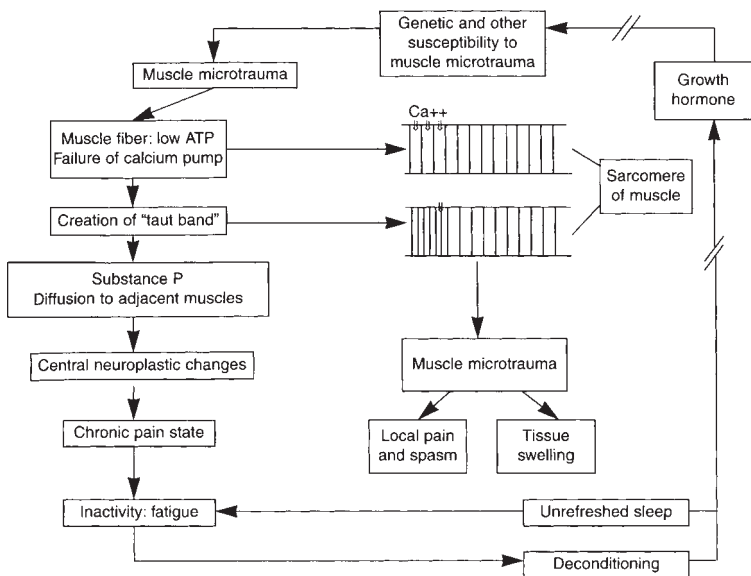 Genetic and other
susceptibility to
muscle microtrauma
Muscle microtrauma
Growth
hormone
Muscle fiber: low ATP
Failure of calcium pump
Ca++
Sarcomere
of muscle
Creation of “taut band”
Substance P
Diffusion to adjacent muscles
Central neuroplastic changes
Muscle microtrauma
Chronic pain state
Local pain
and spasm
Tissue
swelling
Inactivity: fatigue
Unrefreshed sleep
Deconditioning